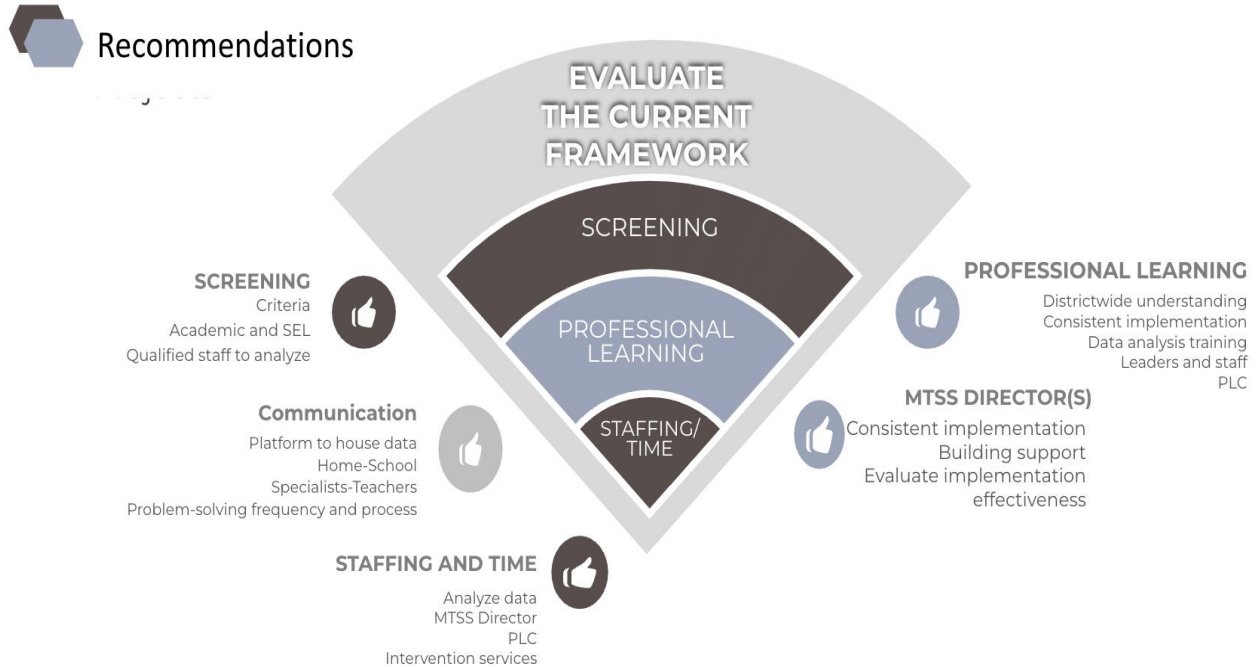 Recommendations
EVALUATE
THE CURRENT
FRAMEWORK
SCREENING
PROFESSIONAL
LEARNING
STAFFING/
TIME
SCREENING
Criteria
Academic and SEL
Qualified staff to analyze
Communication
Platform to house data
Home-School
Specialists-Teachers
Problem-solving frequency and process
STAFFING AND TIME
Analyze data
MTSS Director
PLC
Intervention services
PROFESSIONAL LEARNING
Districtwide understanding
Consistent implementation
Data analysis training
Leaders and staff
PLC
MTSS DIRECTOR(S)
Consistent implementation
Building support
Evaluate implementation
effectiveness